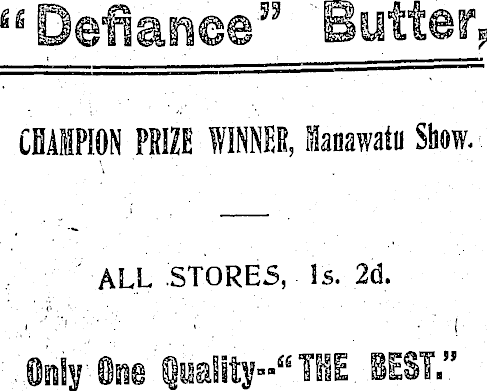 “Defiance” Butter,
CHAMPION PRIZE WINNER, Manawatu Show.
ALL STORES, 1s. 2d.
Only One Quality--“THE BEST.”